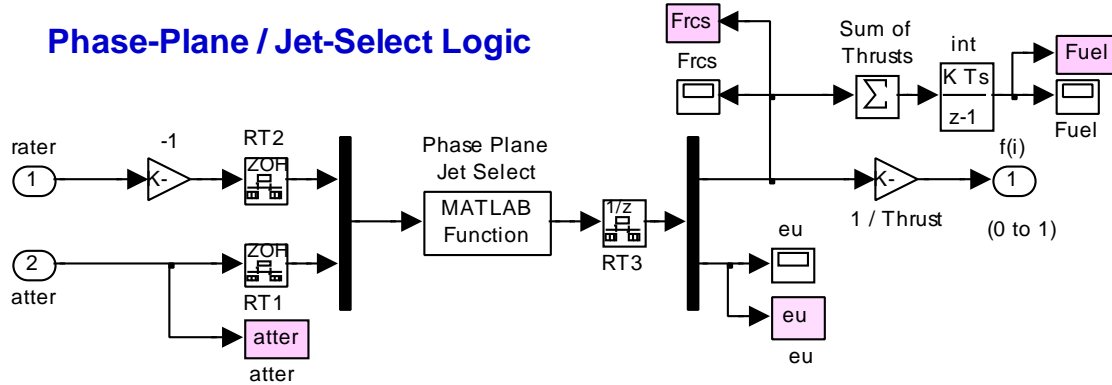 Phase-Plane / Jet-Select Logic
Frcs
Frcs
Sum of
Thrusts
Σ
int
K Ts
z-1
Fuel
Fuel
rater
1
-1
K-
RT2
ZOH
Phase Plane
Jet Select
MATLAB
Function
1/z
RT3
K-
1 / Thrust
f(i)
1
(0 to 1)
2
atter
ZOH
RT1
atter
atter
eu
eu
eu